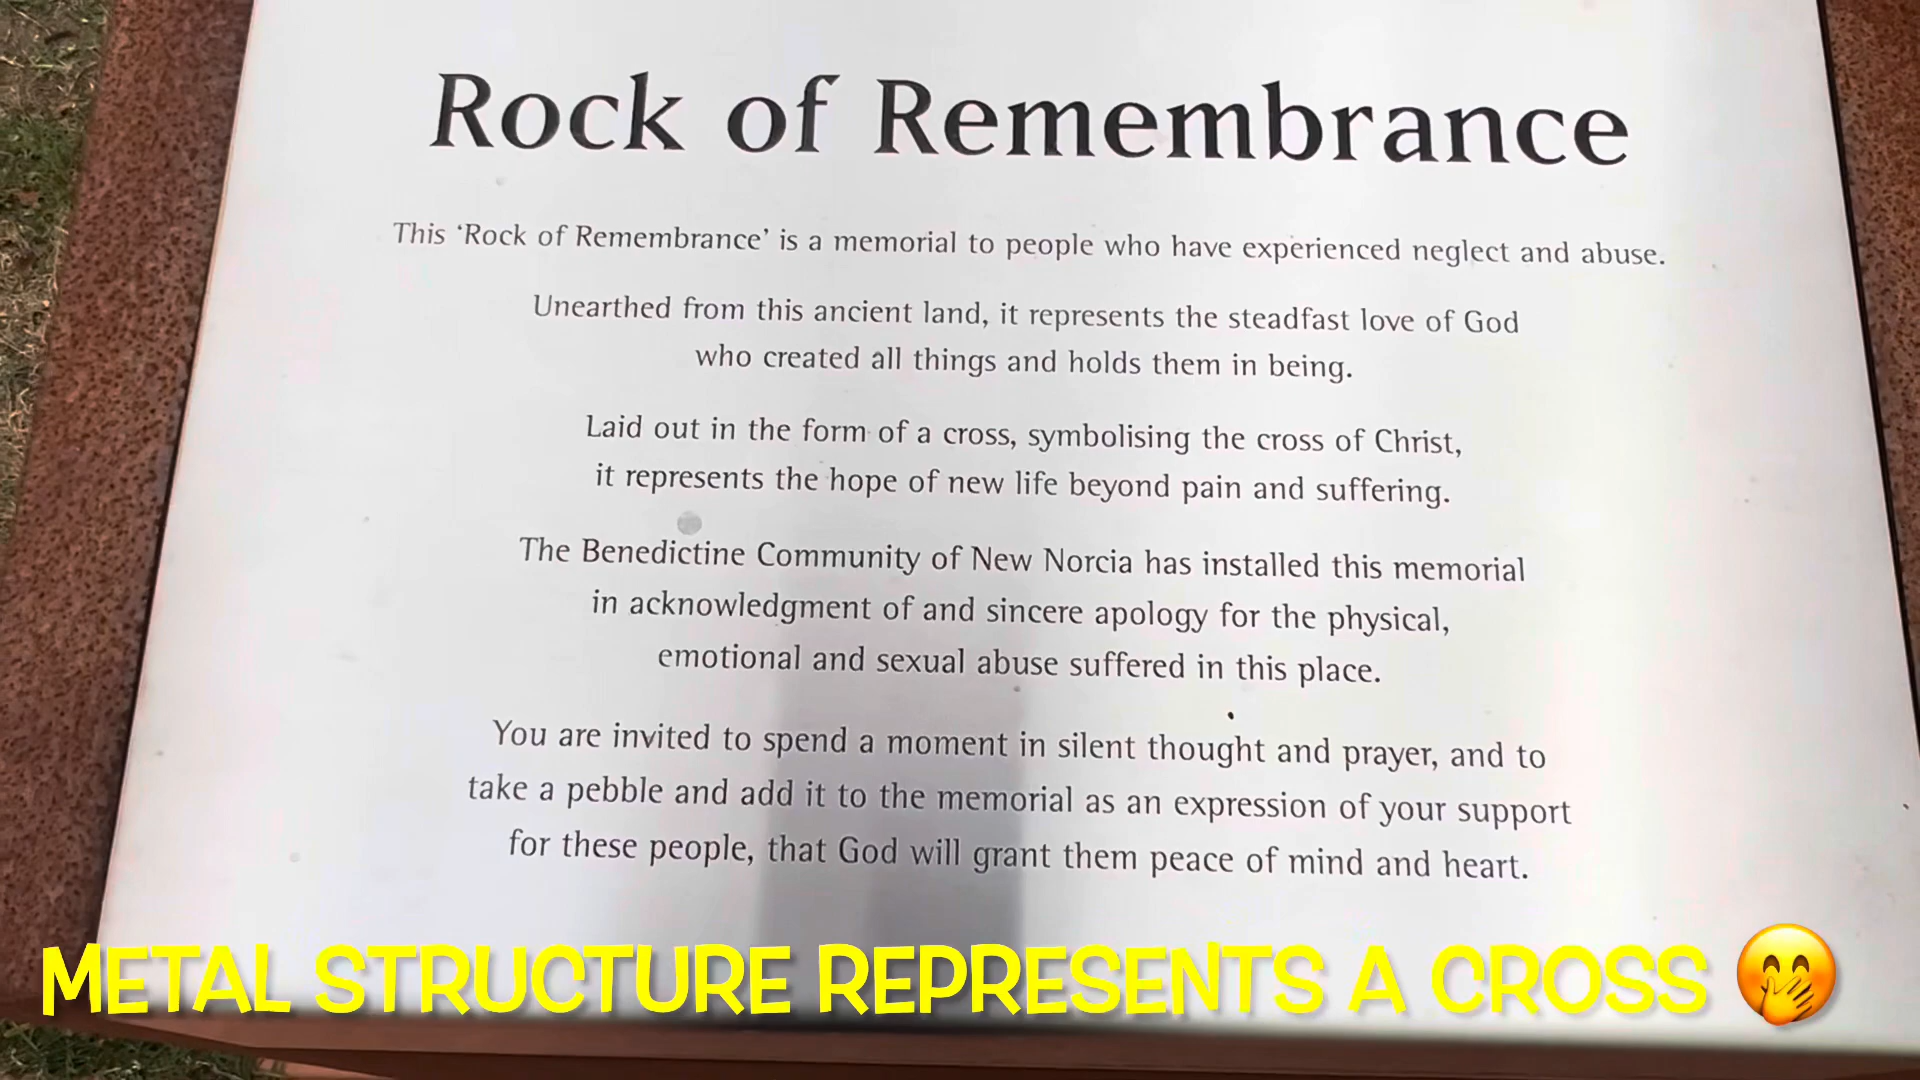 Rock of Remembrance
This ‘Rock of Remembrance’ is a memorial to people who have experienced neglect and abuse.
Unearthed from this ancient land, it represents the steadfast love of God
who created all things and holds them in being.
Laid out in the form of a cross, symbolising the cross of Christ,
it represents the hope of new life beyond pain and suffering.
The Benedictine Community of New Norcia has installed this memorial
in acknowledgment of and sincere apology for the physical,
emotional and sexual abuse suffered in this place.
You are invited to spend a moment in silent thought and prayer, and to
take a pebble and add it to the memorial as an expression of your support
for these people, that God will grant them peace of mind and heart.
METAL STRUCTURE REPRESENTS A CROSS 🤭